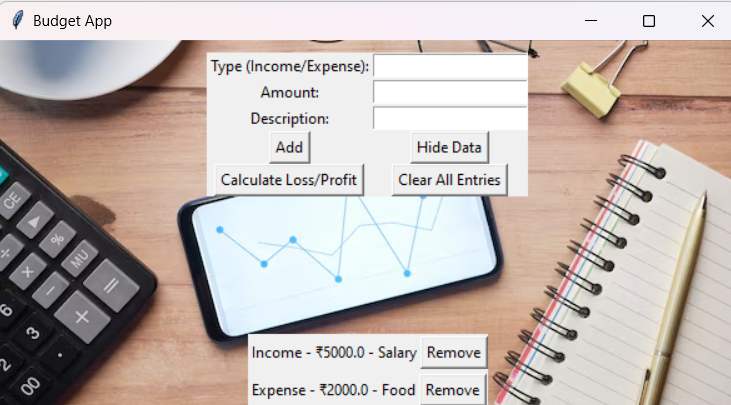 Budget App
Type (Income/Expense):
Amount:
Description:
Add Hide Data
Calculate Loss/Profit Clear All Entries
CE
%
MU
÷
×
−
=
6
3
+
2
.
00
Income - ₹5000.0 - Salary Remove
Expense - ₹2000.0 - Food Remove